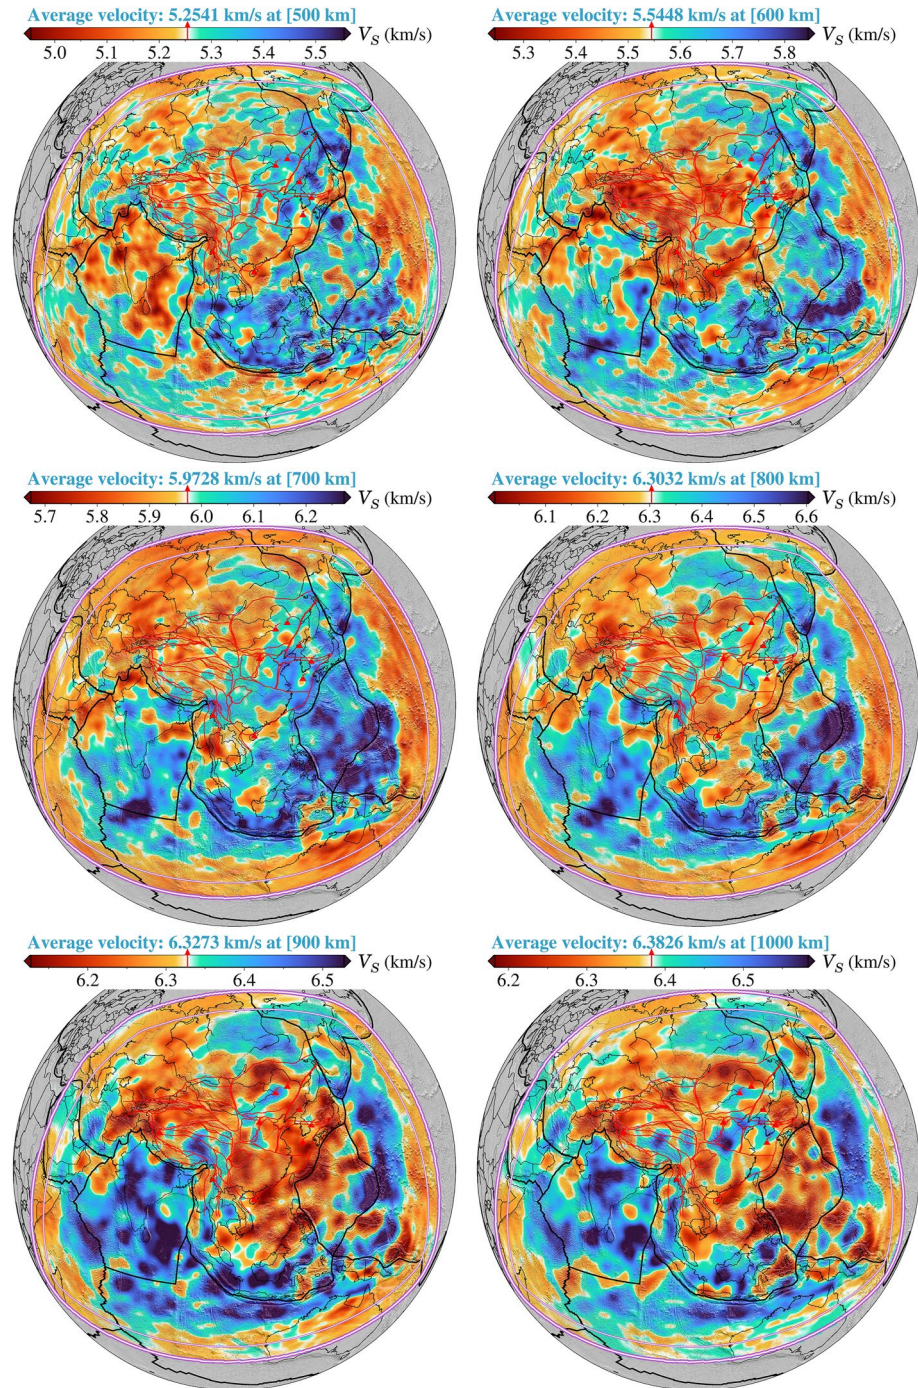 Average velocity: 5.2541 km/s at [500 km]
V_S (km/s)
5.0 5.1 5.2 5.3 5.4 5.5
Average velocity: 5.5448 km/s at [600 km]
V_S (km/s)
5.3 5.4 5.5 5.6 5.7 5.8
Average velocity: 5.9728 km/s at [700 km]
V_S (km/s)
5.7 5.8 5.9 6.0 6.1 6.2
Average velocity: 6.3032 km/s at [800 km]
V_S (km/s)
6.1 6.2 6.3 6.4 6.5 6.6
Average velocity: 6.3273 km/s at [900 km]
V_S (km/s)
6.2 6.3 6.4 6.5
Average velocity: 6.3826 km/s at [1000 km]
V_S (km/s)
6.2 6.3 6.4 6.5